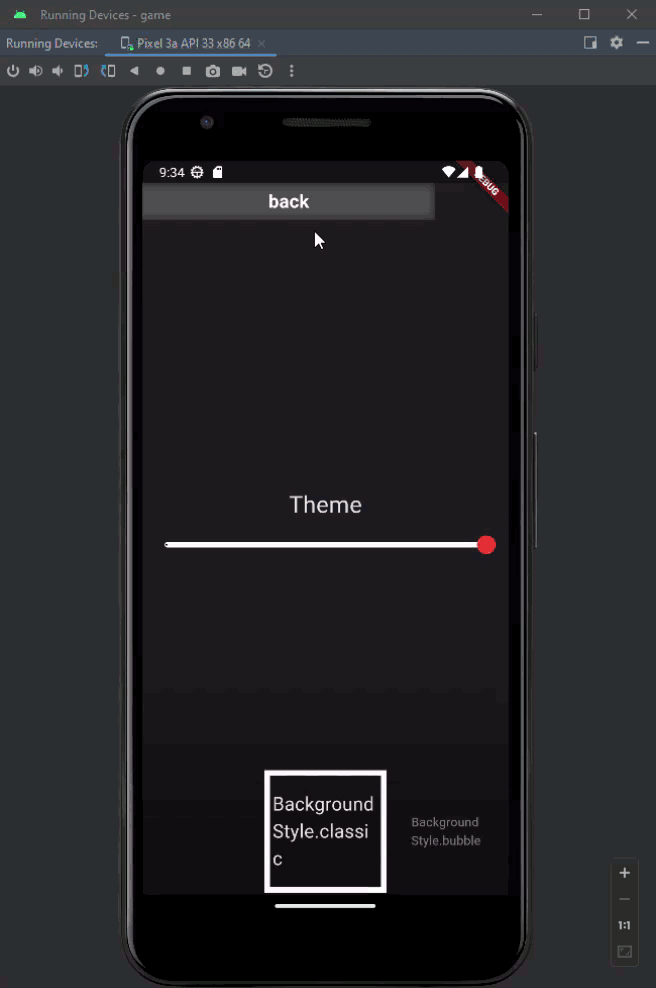 Running Devices - game
Running Devices:
Pixel 3a API 33 x86 64
9:34
DEBUG
back
Theme
Background
Style.classi
c
Background
Style.bubble
1:1